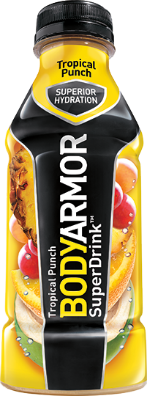 Tropical
Punch
SUPERIOR
HYDRATION
Tropical Punch
BODYARMOR
SuperDrink™